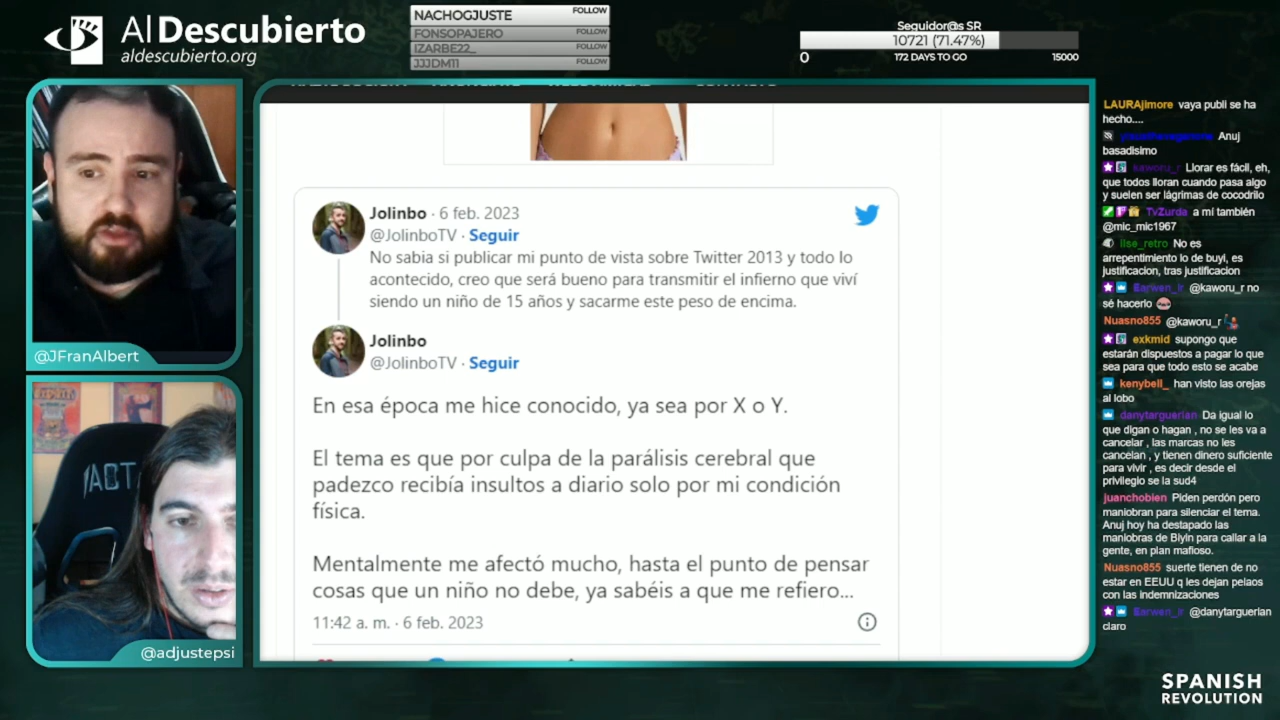 Al Descubierto
aldescubierto.org
NACHOGJUSTE FOLLOW
FONSOPAJERO FOLLOW
IZARBE22_ FOLLOW
JJJDM11 FOLLOW
Seguidor@s SR
10721 (71.47%)
0 172 DAYS TO GO 15000
@JFranAlbert
@adjustepsi
Jolinbo · 6 feb. 2023
@JolinboTV · Seguir
No sabia si publicar mi punto de vista sobre Twitter 2013 y todo lo
acontecido, creo que será bueno para transmitir el infierno que viví
siendo un niño de 15 años y sacarme este peso de encima.
Jolinbo
@JolinboTV · Seguir
En esa época me hice conocido, ya sea por X o Y.
El tema es que por culpa de la parálisis cerebral que
padezco recibía insultos a diario solo por mi condición
física.
Mentalmente me afectó mucho, hasta el punto de pensar
cosas que un niño no debe, ya sabéis a que me refiero...
11:42 a. m. · 6 feb. 2023
LAURAjimore vaya publi se ha
hecho....
Anuj
basadisimo
kaworu_r Llorar es fácil, eh,
que todos lloran cuando pasa algo
y suelen ser lágrimas de cocodrilo
TvZurda a mí también
@mic_mic1967
ilse_retro No es
arrepentimiento lo de buyi, es
justificacion, tras justificacion
Earwen_ir @kaworu_r no
sé hacerlo
Nuasno855 @kaworu_r
exkmid supongo que
estarán dispuestos a pagar lo que
sea para que todo esto se acabe
kenybell_ han visto las orejas
al lobo
danytarguerian Da igual lo
que digan o hagan , no se les va a
cancelar , las marcas no les
cancelan , y tienen dinero suficiente
para vivir , es decir desde el
privilegio se la sud4
juanchobien Piden perdón pero
maniobran para silenciar el tema.
Anuj hoy ha destapado las
maniobras de Biyin para callar a la
gente, en plan mafioso.
Nuasno855 suerte tienen de no
estar en EEUU q les dejan pelaos
con las indemnizaciones
Earwen_ir @danytarguerian
claro
SPANISH
REVOLUTION